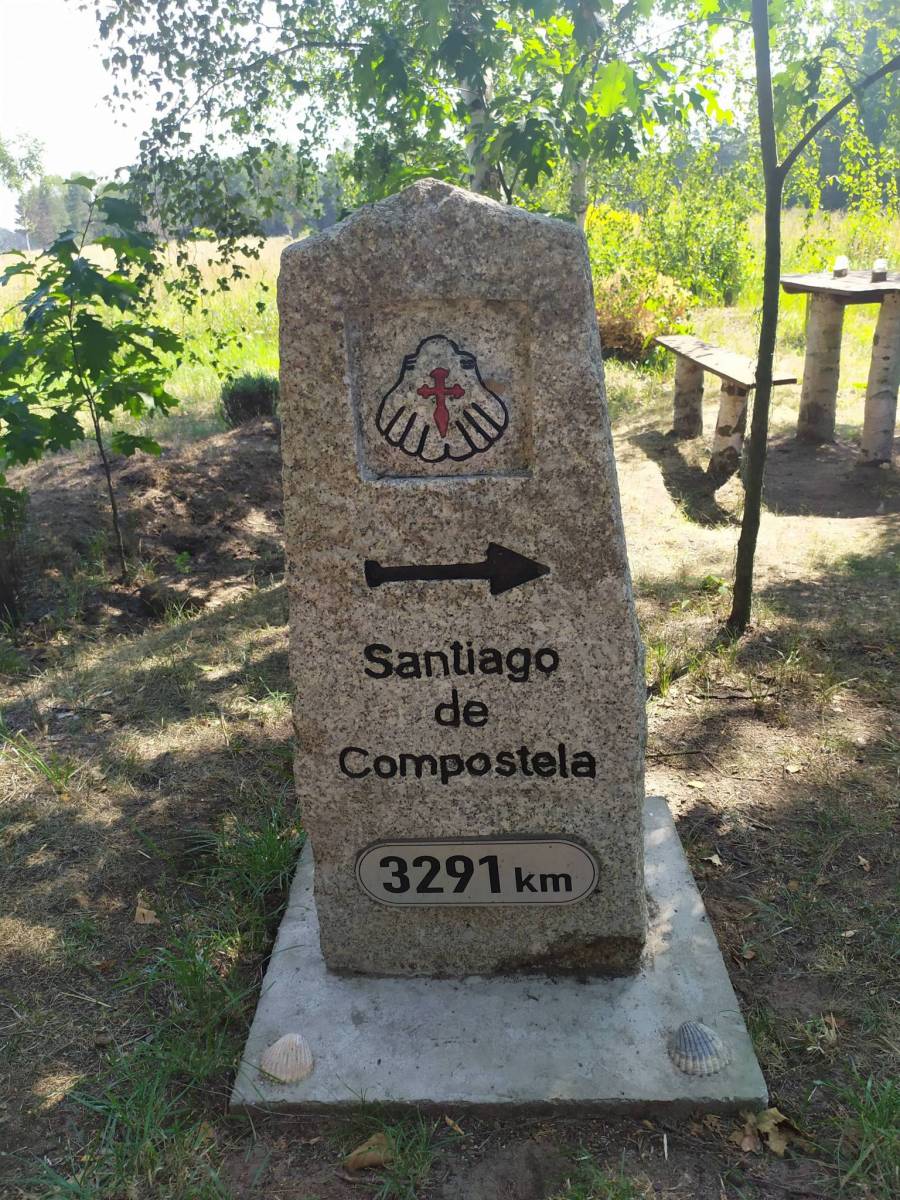 Santiago
de
Compostela
3291 km